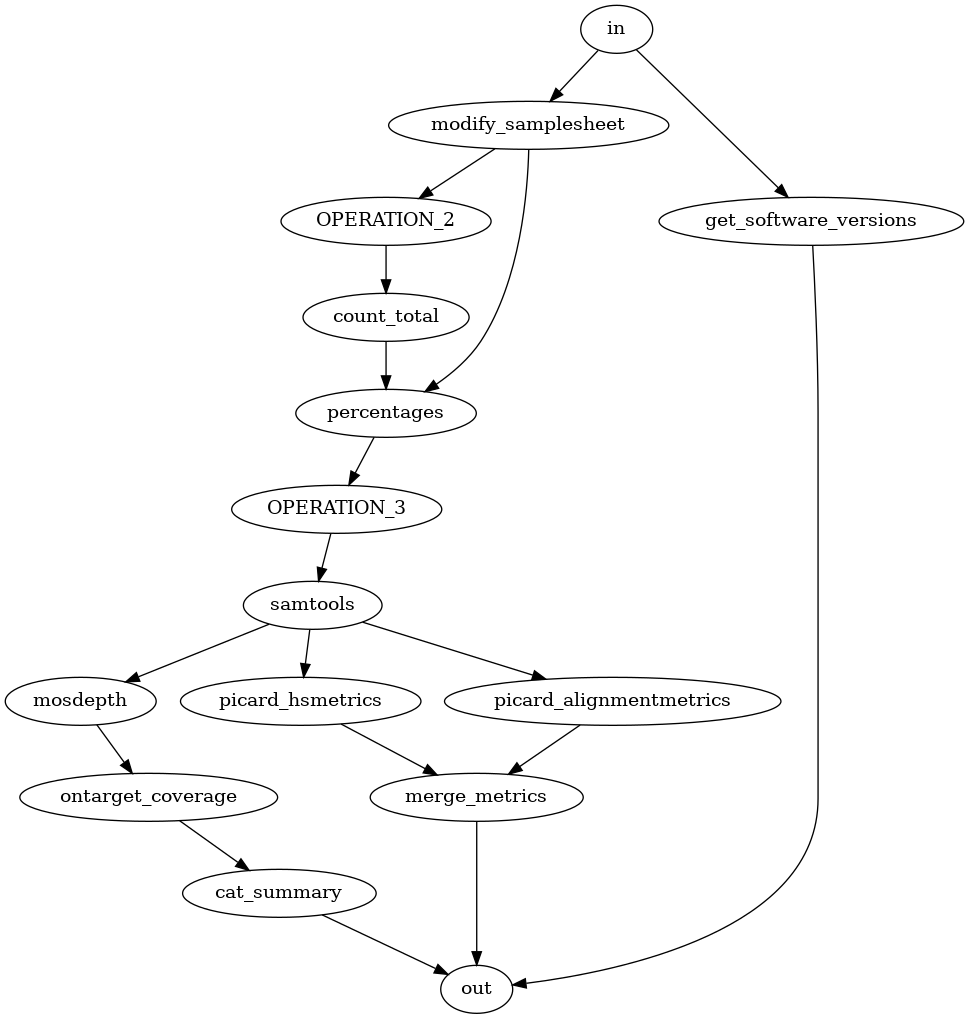 in
modify_samplesheet
OPERATION_2
get_software_versions
count_total
percentages
OPERATION_3
samtools
mosdepth
picard_hsmetrics
picard_alignmentmetrics
ontarget_coverage
merge_metrics
cat_summary
out